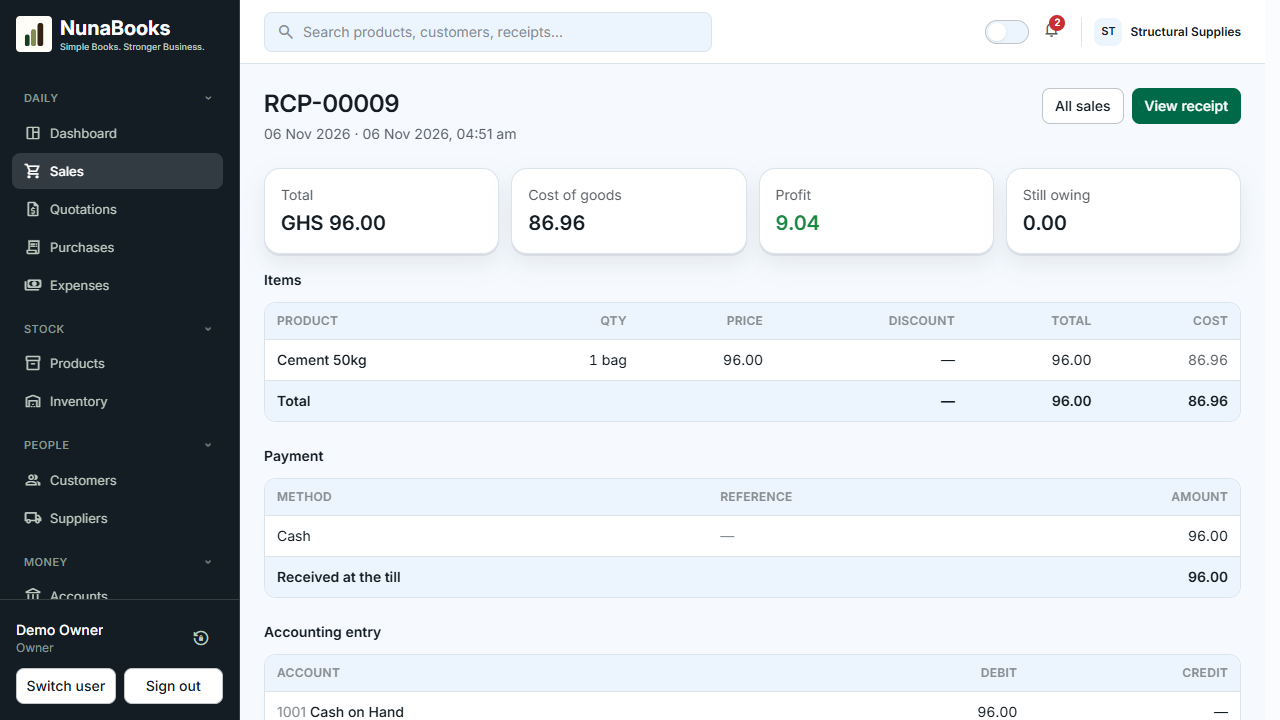 NunaBooks
Simple Books. Stronger Business.
DAILY
Dashboard
Sales
Quotations
Purchases
Expenses
STOCK
Products
Inventory
PEOPLE
Customers
Suppliers
MONEY
Accounts
Demo Owner
Owner
Switch user
Sign out
Search products, customers, receipts...
2
ST
Structural Supplies
RCP-00009
06 Nov 2026 · 06 Nov 2026, 04:51 am
All sales
View receipt
Total
GHS 96.00
Cost of goods
86.96
Profit
9.04
Still owing
0.00
Items
PRODUCT QTY PRICE DISCOUNT TOTAL COST
Cement 50kg 1 bag 96.00 — 96.00 86.96
Total — 96.00 86.96
Payment
METHOD REFERENCE AMOUNT
Cash — 96.00
Received at the till 96.00
Accounting entry
ACCOUNT DEBIT CREDIT
1001 Cash on Hand 96.00 —